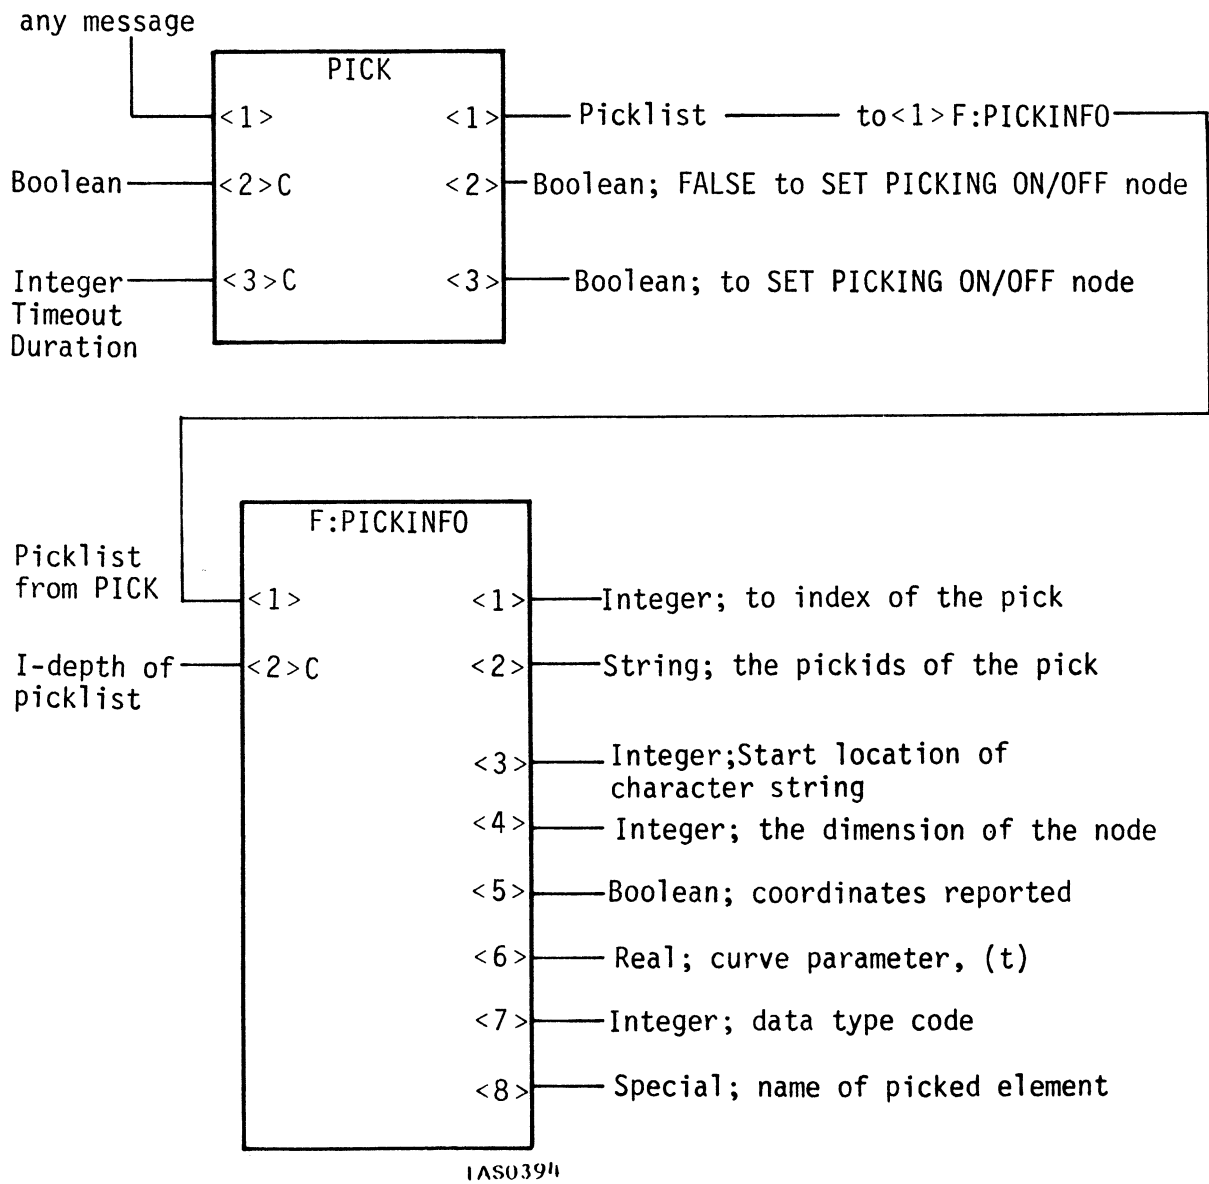 any message
PICK
<1> <1> Picklist to<1>F:PICKINFO
Boolean <2>C <2> Boolean; FALSE to SET PICKING ON/OFF node
Integer <3>C <3> Boolean; to SET PICKING ON/OFF node
Timeout
Duration
F:PICKINFO
Picklist
from PICK <1> <1> Integer; to index of the pick
I-depth of <2>C <2> String; the pickids of the pick
picklist
<3> Integer;Start location of
character string
<4> Integer; the dimension of the node
<5> Boolean; coordinates reported
<6> Real; curve parameter, (t)
<7> Integer; data type code
<8> Special; name of picked element
IAS0394